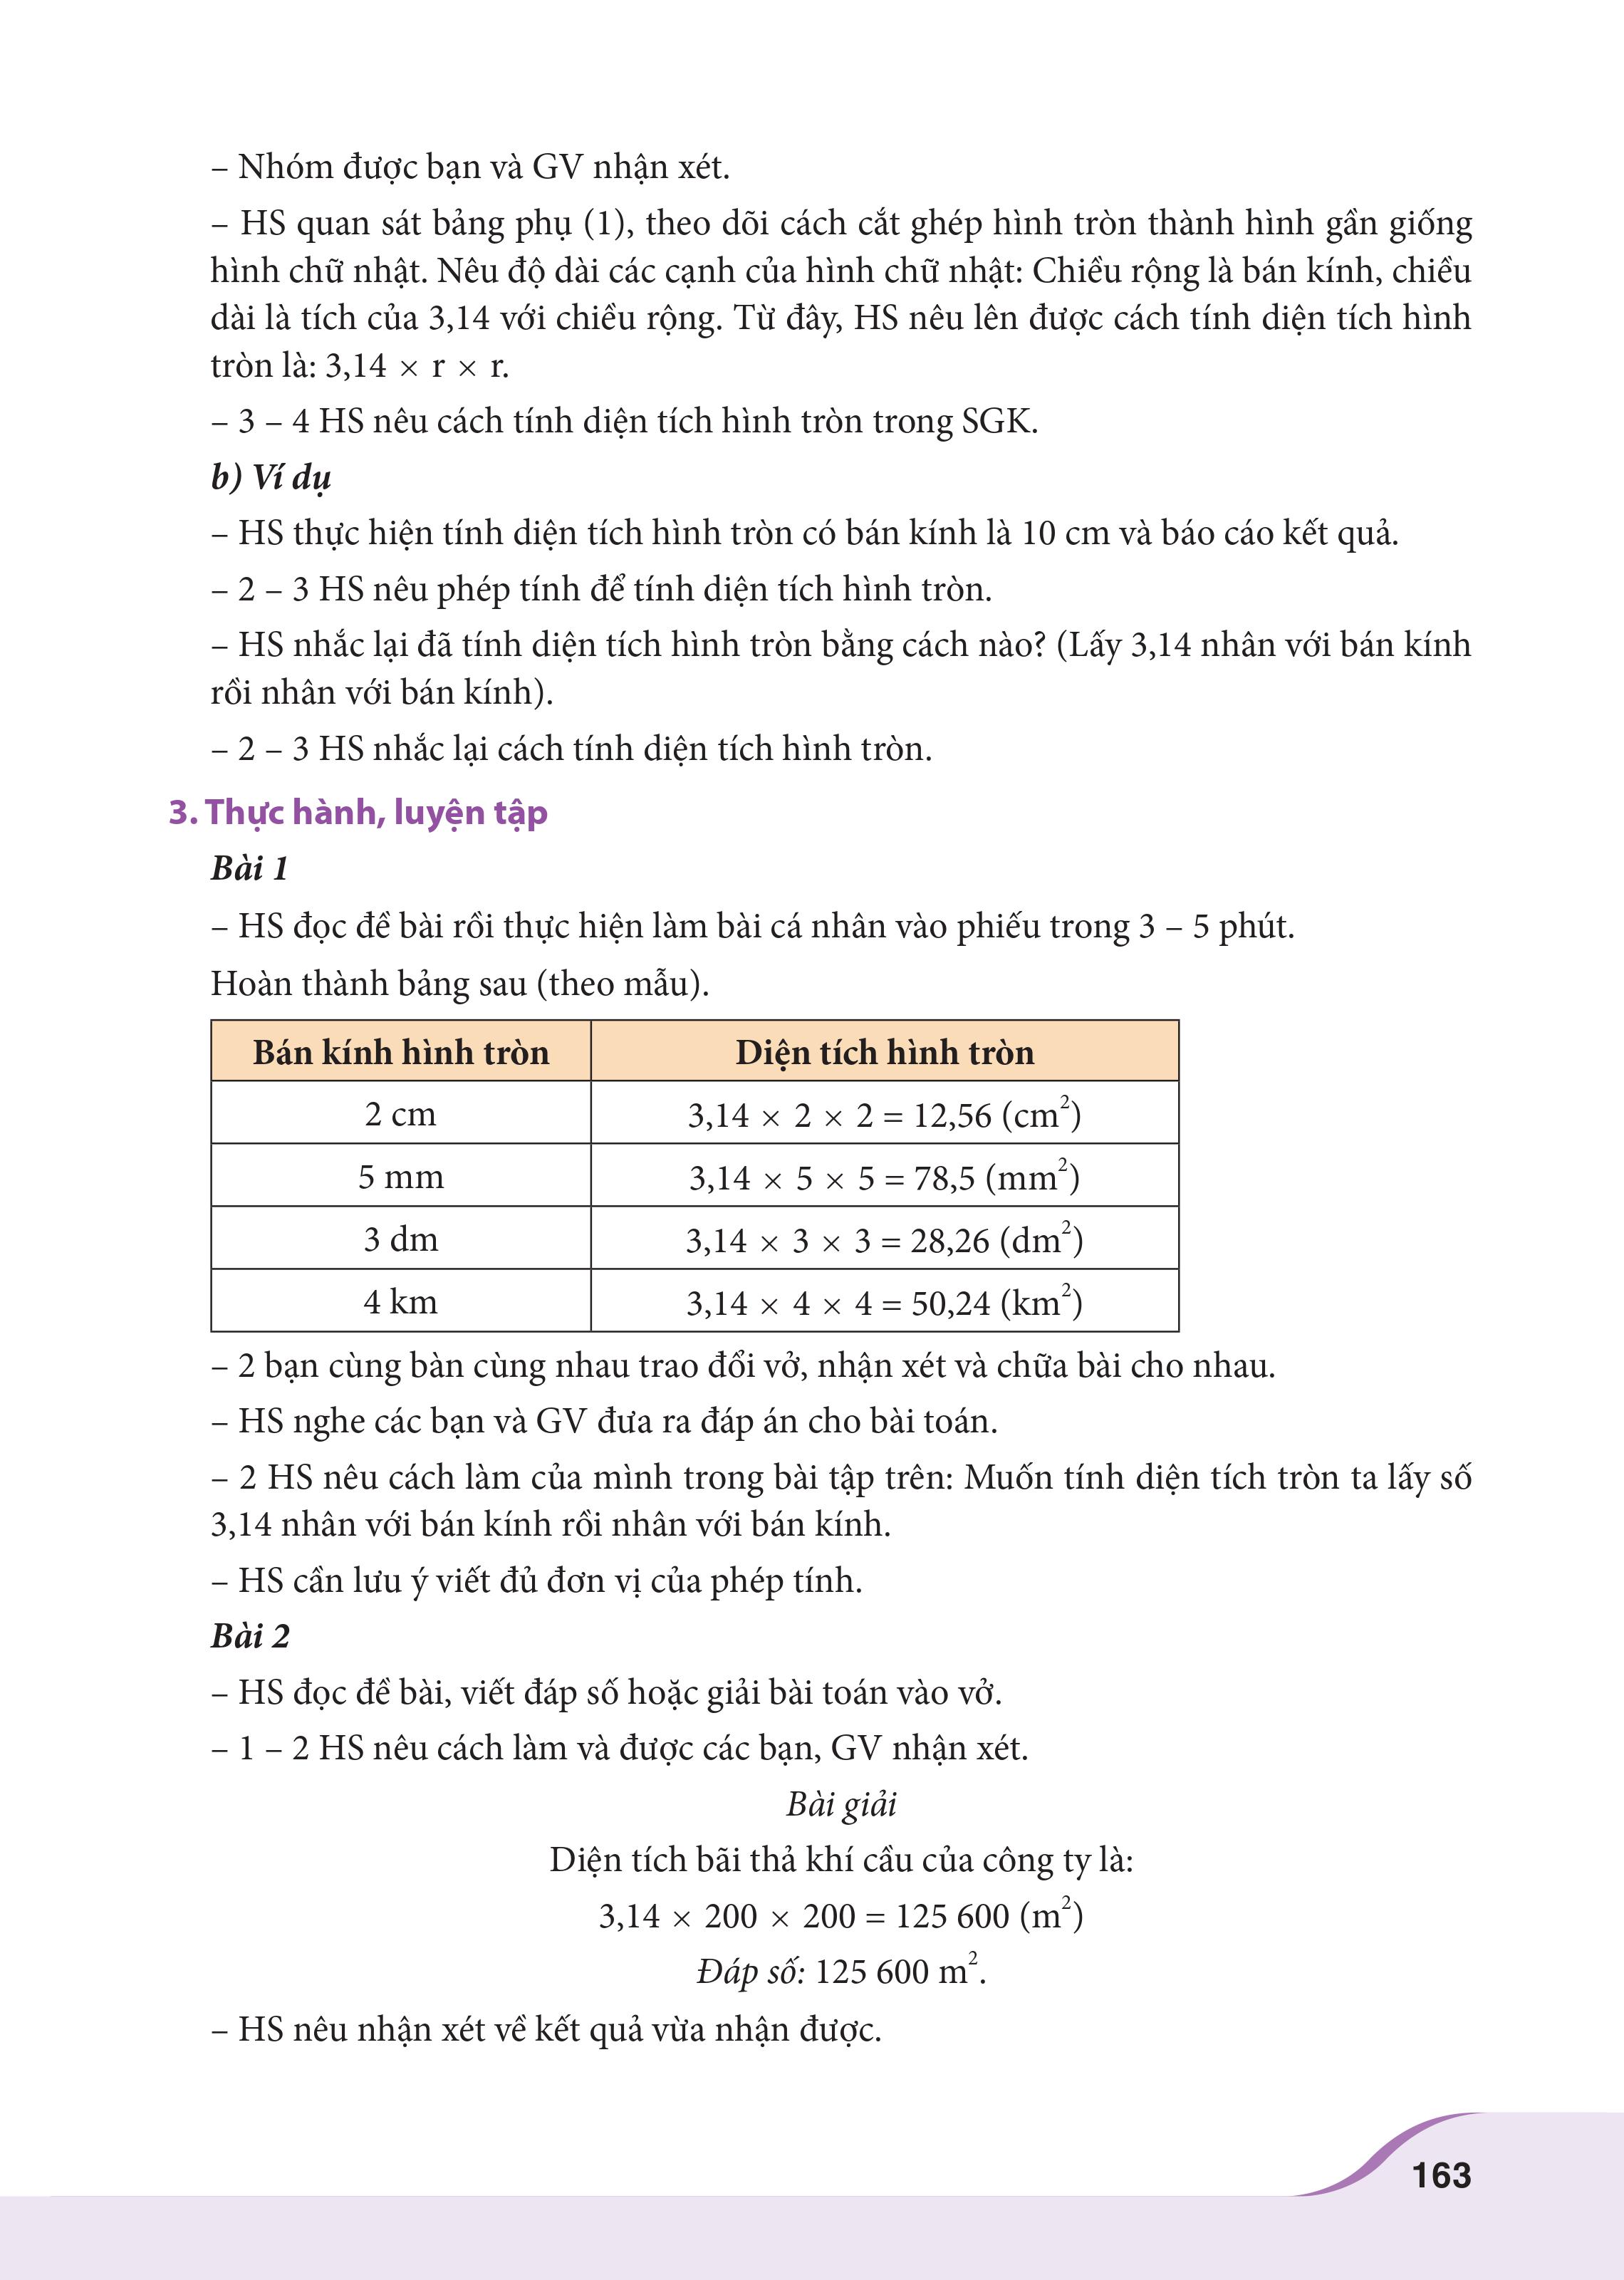 – Nhóm được bạn và GV nhận xét.
– HS quan sát bảng phụ (1), theo dõi cách cắt ghép hình tròn thành hình gần giống
hình chữ nhật. Nêu độ dài các cạnh của hình chữ nhật: Chiều rộng là bán kính, chiều
dài là tích của 3,14 với chiều rộng. Từ đây, HS nêu lên được cách tính diện tích hình
tròn là: 3,14 × r × r.
– 3 – 4 HS nêu cách tính diện tích hình tròn trong SGK.
b) Ví dụ
– HS thực hiện tính diện tích hình tròn có bán kính là 10 cm và báo cáo kết quả.
– 2 – 3 HS nêu phép tính để tính diện tích hình tròn.
– HS nhắc lại đã tính diện tích hình tròn bằng cách nào? (Lấy 3,14 nhân với bán kính
rồi nhân với bán kính).
– 2 – 3 HS nhắc lại cách tính diện tích hình tròn.
3. Thực hành, luyện tập
Bài 1
– HS đọc đề bài rồi thực hiện làm bài cá nhân vào phiếu trong 3 – 5 phút.
Hoàn thành bảng sau (theo mẫu).
Bán kính hình tròn Diện tích hình tròn
2 cm 3,14 × 2 × 2 = 12,56 (cm²)
5 mm 3,14 × 5 × 5 = 78,5 (mm²)
3 dm 3,14 × 3 × 3 = 28,26 (dm²)
4 km 3,14 × 4 × 4 = 50,24 (km²)
– 2 bạn cùng bàn cùng nhau trao đổi vở, nhận xét và chữa bài cho nhau.
– HS nghe các bạn và GV đưa ra đáp án cho bài toán.
– 2 HS nêu cách làm của mình trong bài tập trên: Muốn tính diện tích tròn ta lấy số
3,14 nhân với bán kính rồi nhân với bán kính.
– HS cần lưu ý viết đủ đơn vị của phép tính.
Bài 2
– HS đọc đề bài, viết đáp số hoặc giải bài toán vào vở.
– 1 – 2 HS nêu cách làm và được các bạn, GV nhận xét.
Bài giải
Diện tích bãi thả khí cầu của công ty là:
3,14 × 200 × 200 = 125 600 (m²)
Đáp số: 125 600 m².
– HS nêu nhận xét về kết quả vừa nhận được.
163